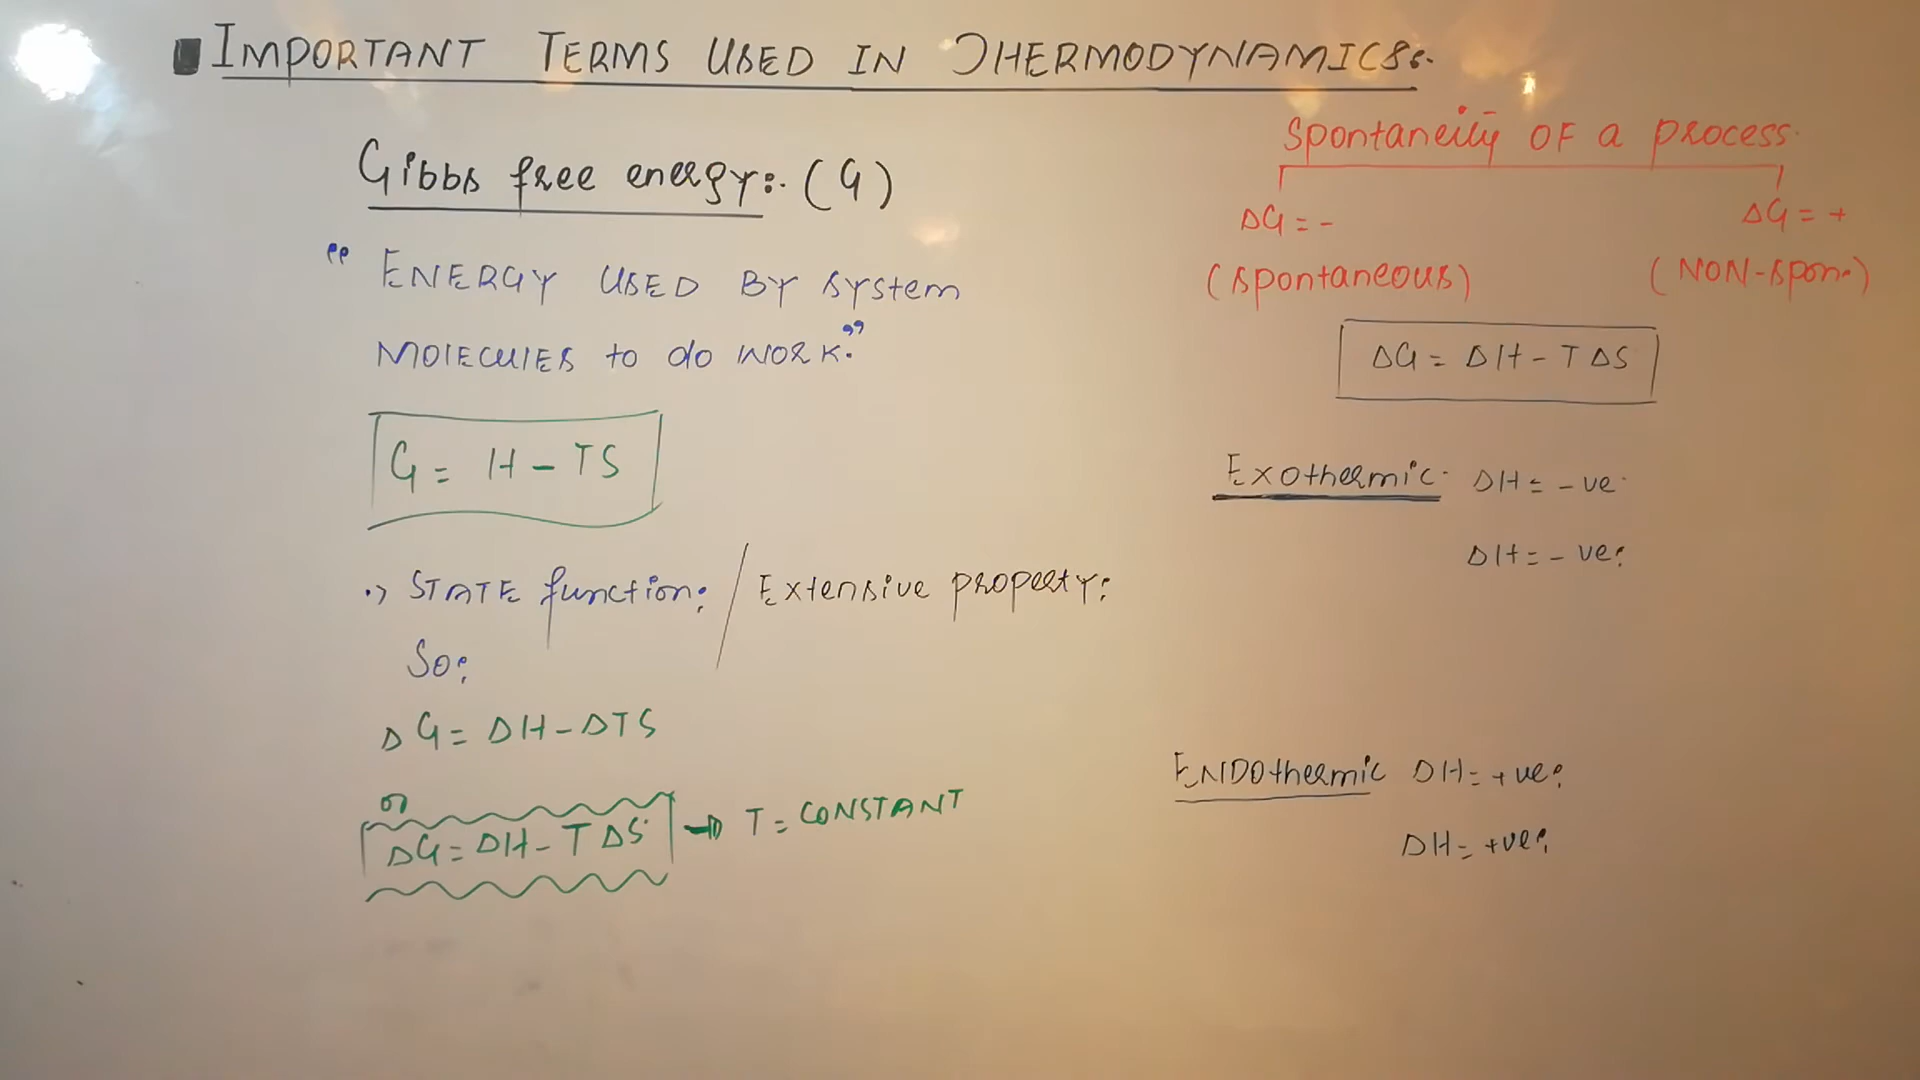 IMPORTANT TERMS USED IN THERMODYNAMICS:.
Gibbs free energy:. (G)
" ENERGY USED BY system
MOLECULES to do WORK."
G = H - TS
.) STATE function; / Extensive property:
So:
ΔG = ΔH - ΔTS
or
ΔG = ΔH - TΔS → T = CONSTANT
Spontaneity OF a process.
ΔG = -
ΔG = +
(spontaneous)
(NON-spon.)
ΔG = ΔH - TΔS
Exothermic. ΔH = -ve.
ΔH = -ve:
ENDOthermic ΔH = +ve:
ΔH = +ve: